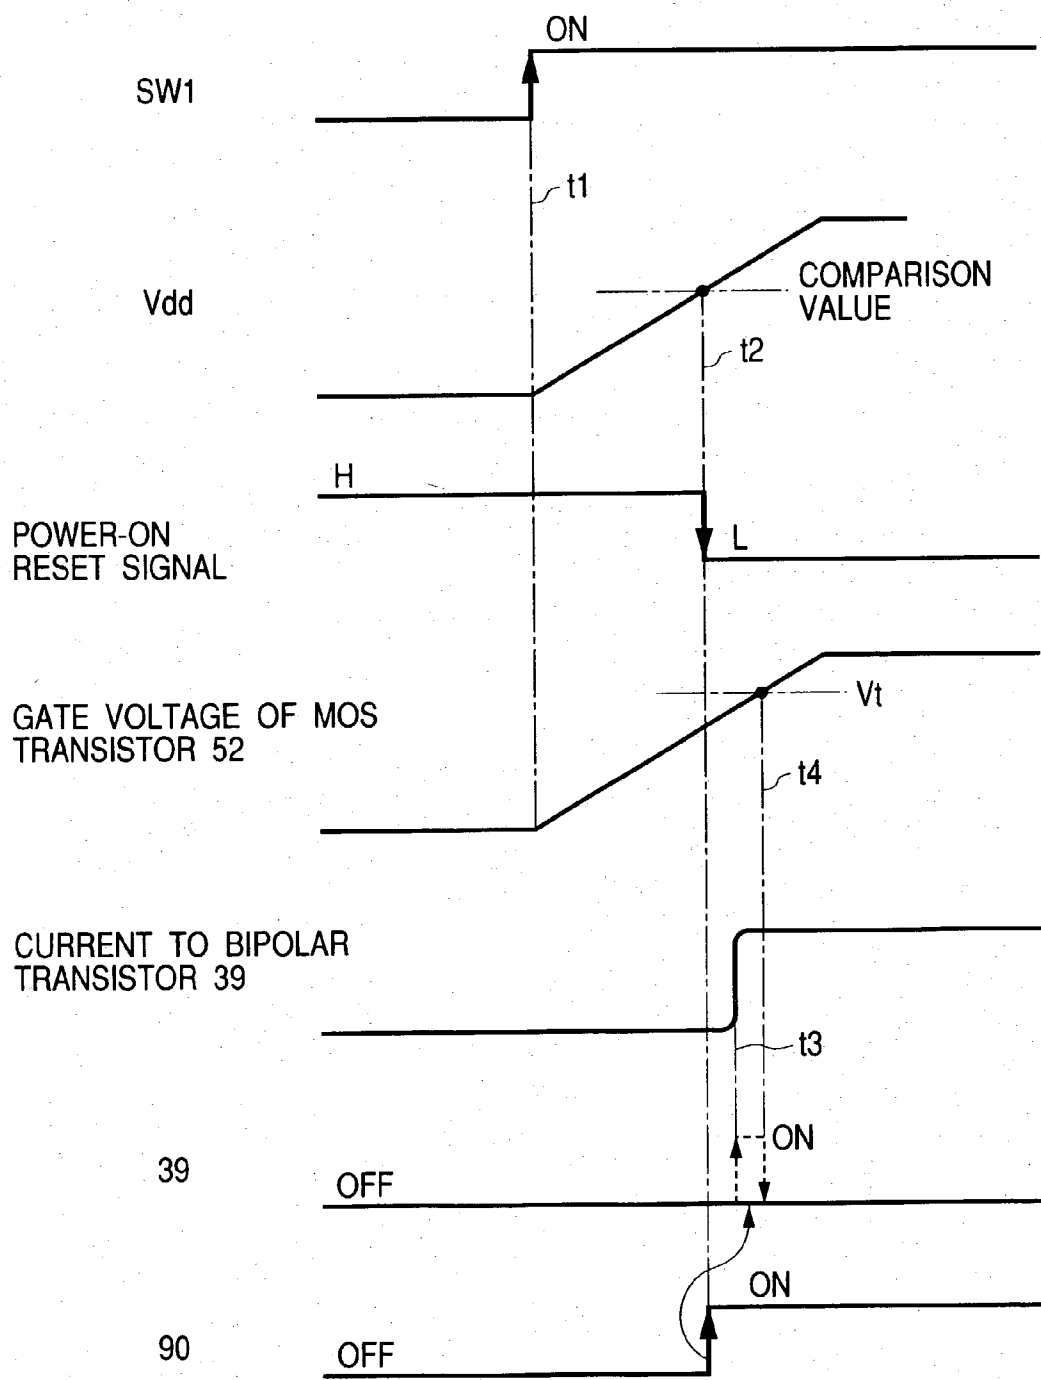 ON
SW1
t1
Vdd
COMPARISON
VALUE
t2
H
POWER-ON
RESET SIGNAL
L
GATE VOLTAGE OF MOS
TRANSISTOR 52
Vt
t4
CURRENT TO BIPOLAR
TRANSISTOR 39
t3
ON
39
OFF
ON
90
OFF